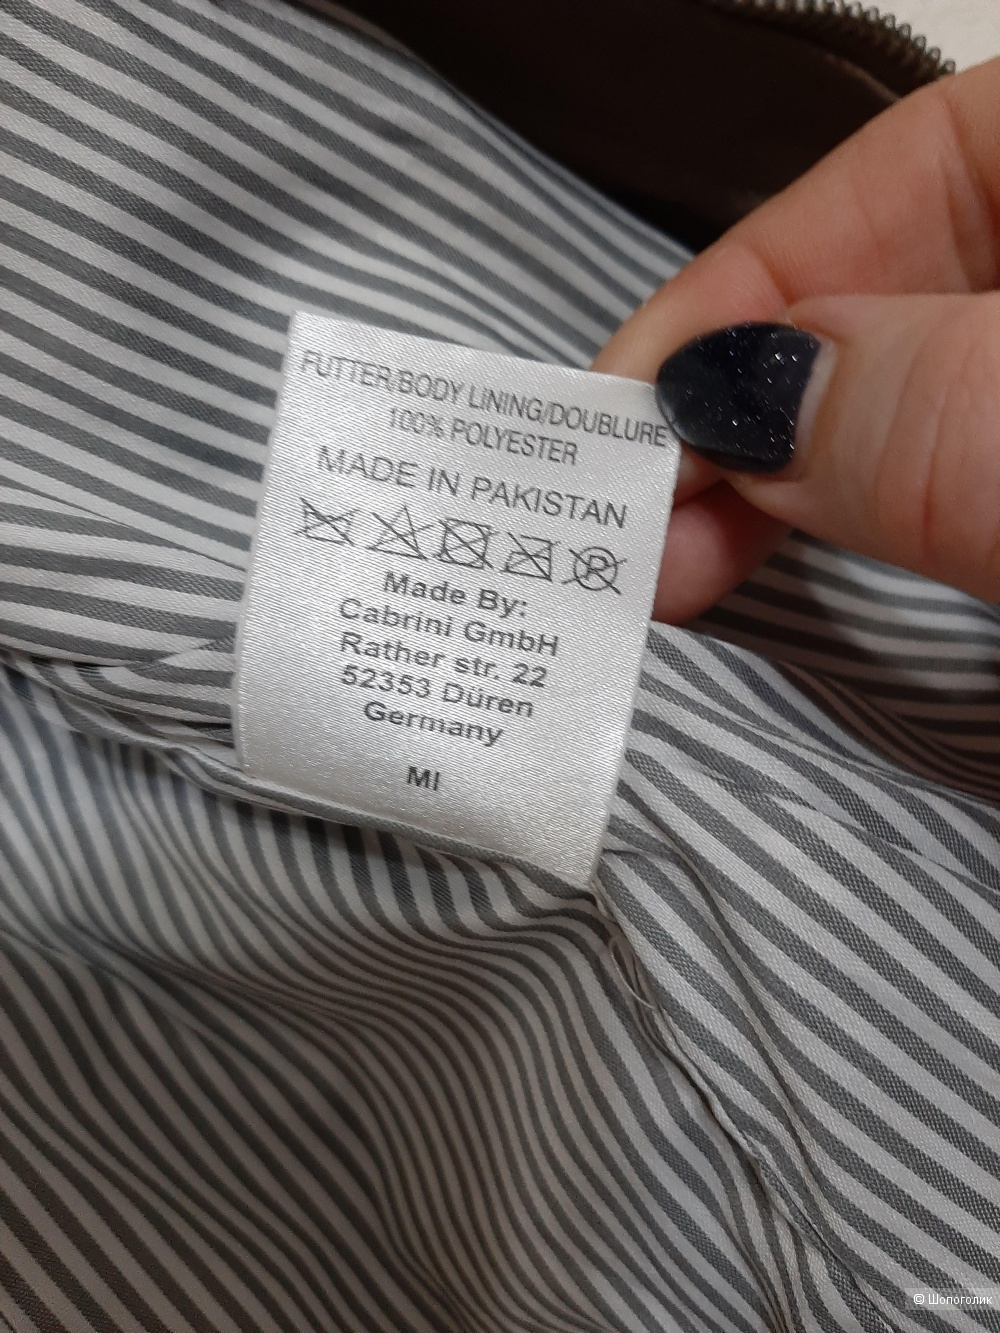 FUTTER/BODY LINING/DOUBLURE
100% POLYESTER
MADE IN PAKISTAN
P
Made By:
Cabrini GmbH
Rather str. 22
52353 Düren
Germany
MI
© Шопоголик